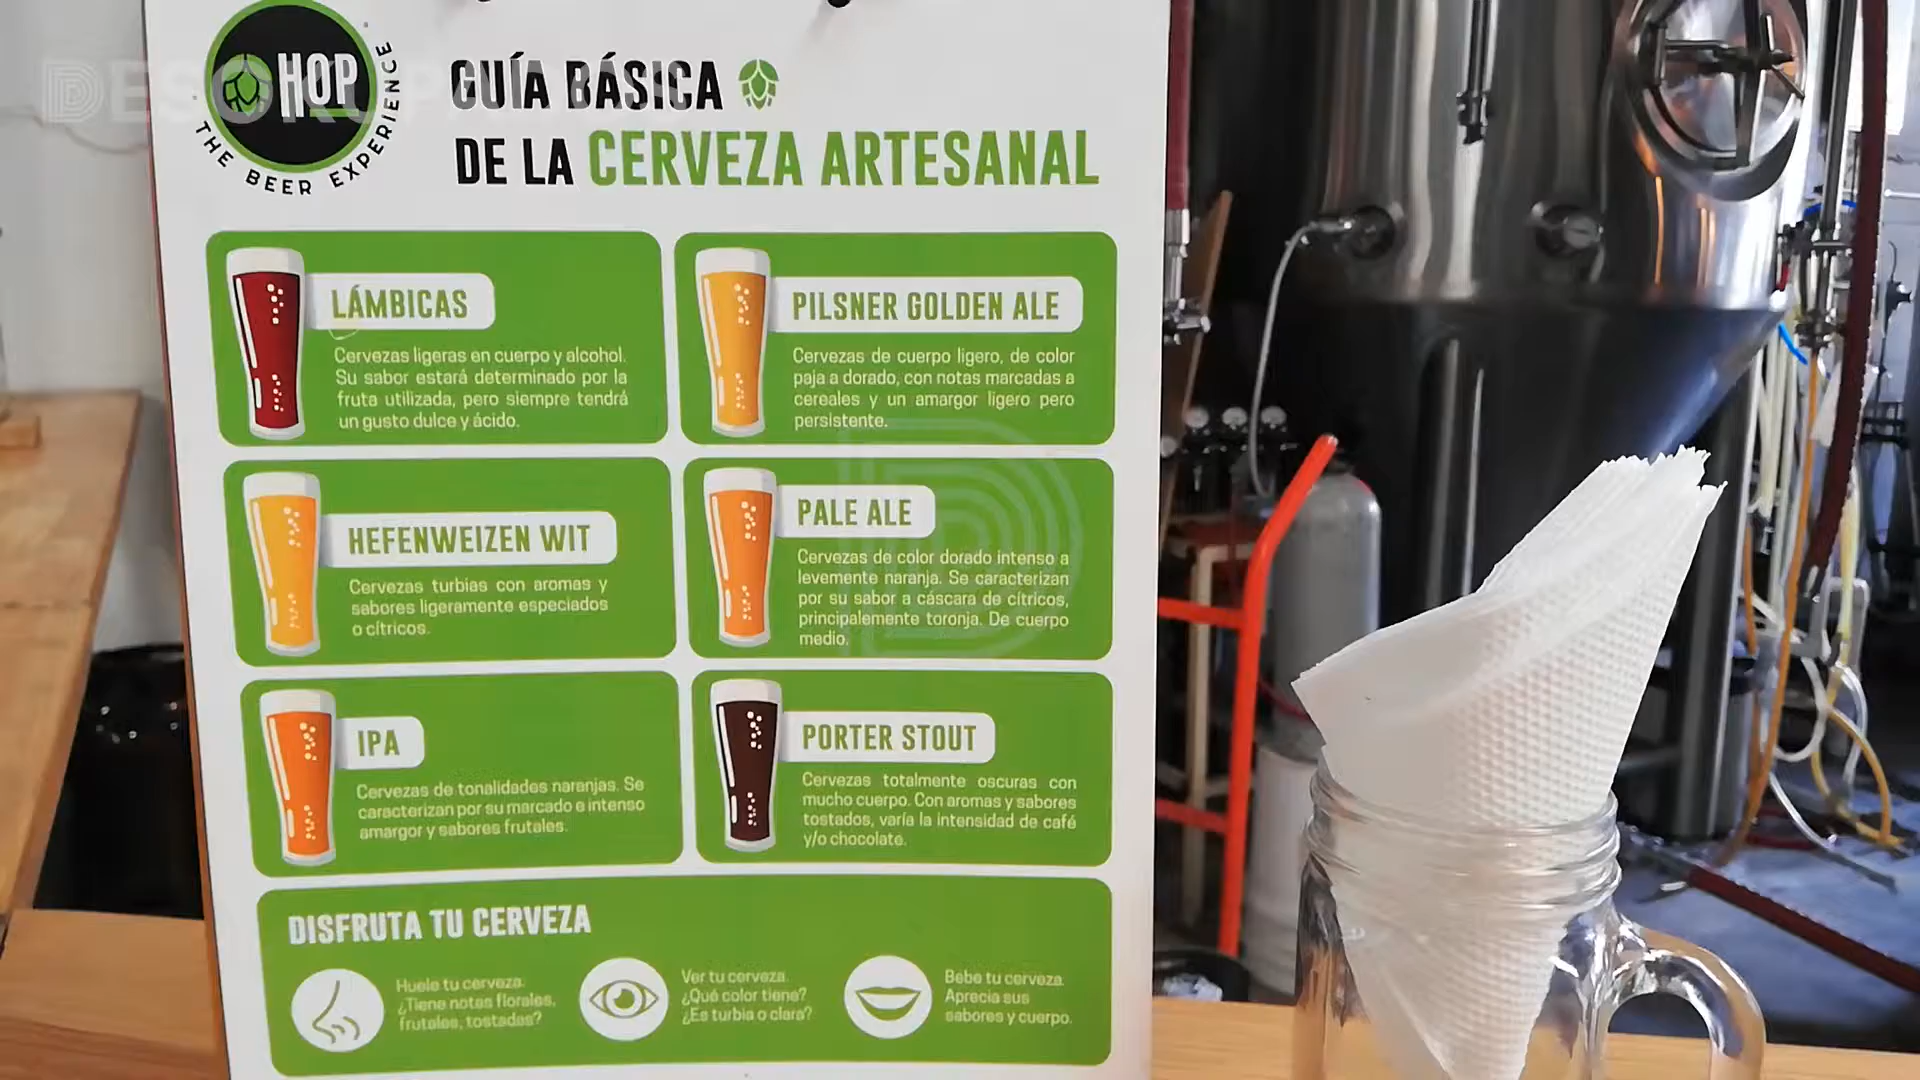 HOP
THE BEER EXPERIENCE
GUÍA BÁSICA
DE LA CERVEZA ARTESANAL
LÁMBICAS
Cervezas ligeras en cuerpo y alcohol.
Su sabor estará determinado por la
fruta utilizada, pero siempre tendrá
un gusto dulce y ácido.
PILSNER GOLDEN ALE
Cervezas de cuerpo ligero, de color
paja a dorado, con notas marcadas a
cereales y un amargor ligero pero
persistente.
HEFENWEIZEN WIT
Cervezas turbias con aromas y
sabores ligeramente especiados
o cítricos.
PALE ALE
Cervezas de color dorado intenso a
levemente naranja. Se caracterizan
por su sabor a cáscara de cítricos,
principalmente toronja. De cuerpo
medio.
IPA
Cervezas de tonalidades naranjas. Se
caracterizan por su marcado e intenso
amargor y sabores frutales.
PORTER STOUT
Cervezas totalmente oscuras con
mucho cuerpo. Con aromas y sabores
tostados, varía la intensidad de café
y/o chocolate.
DISFRUTA TU CERVEZA
Huele tu cerveza.
¿Tiene notas florales,
frutales, tostadas?
Ver tu cerveza.
¿Qué color tiene?
¿Es turbia o clara?
Bebe tu cerveza.
Aprecia sus
sabores y cuerpo.